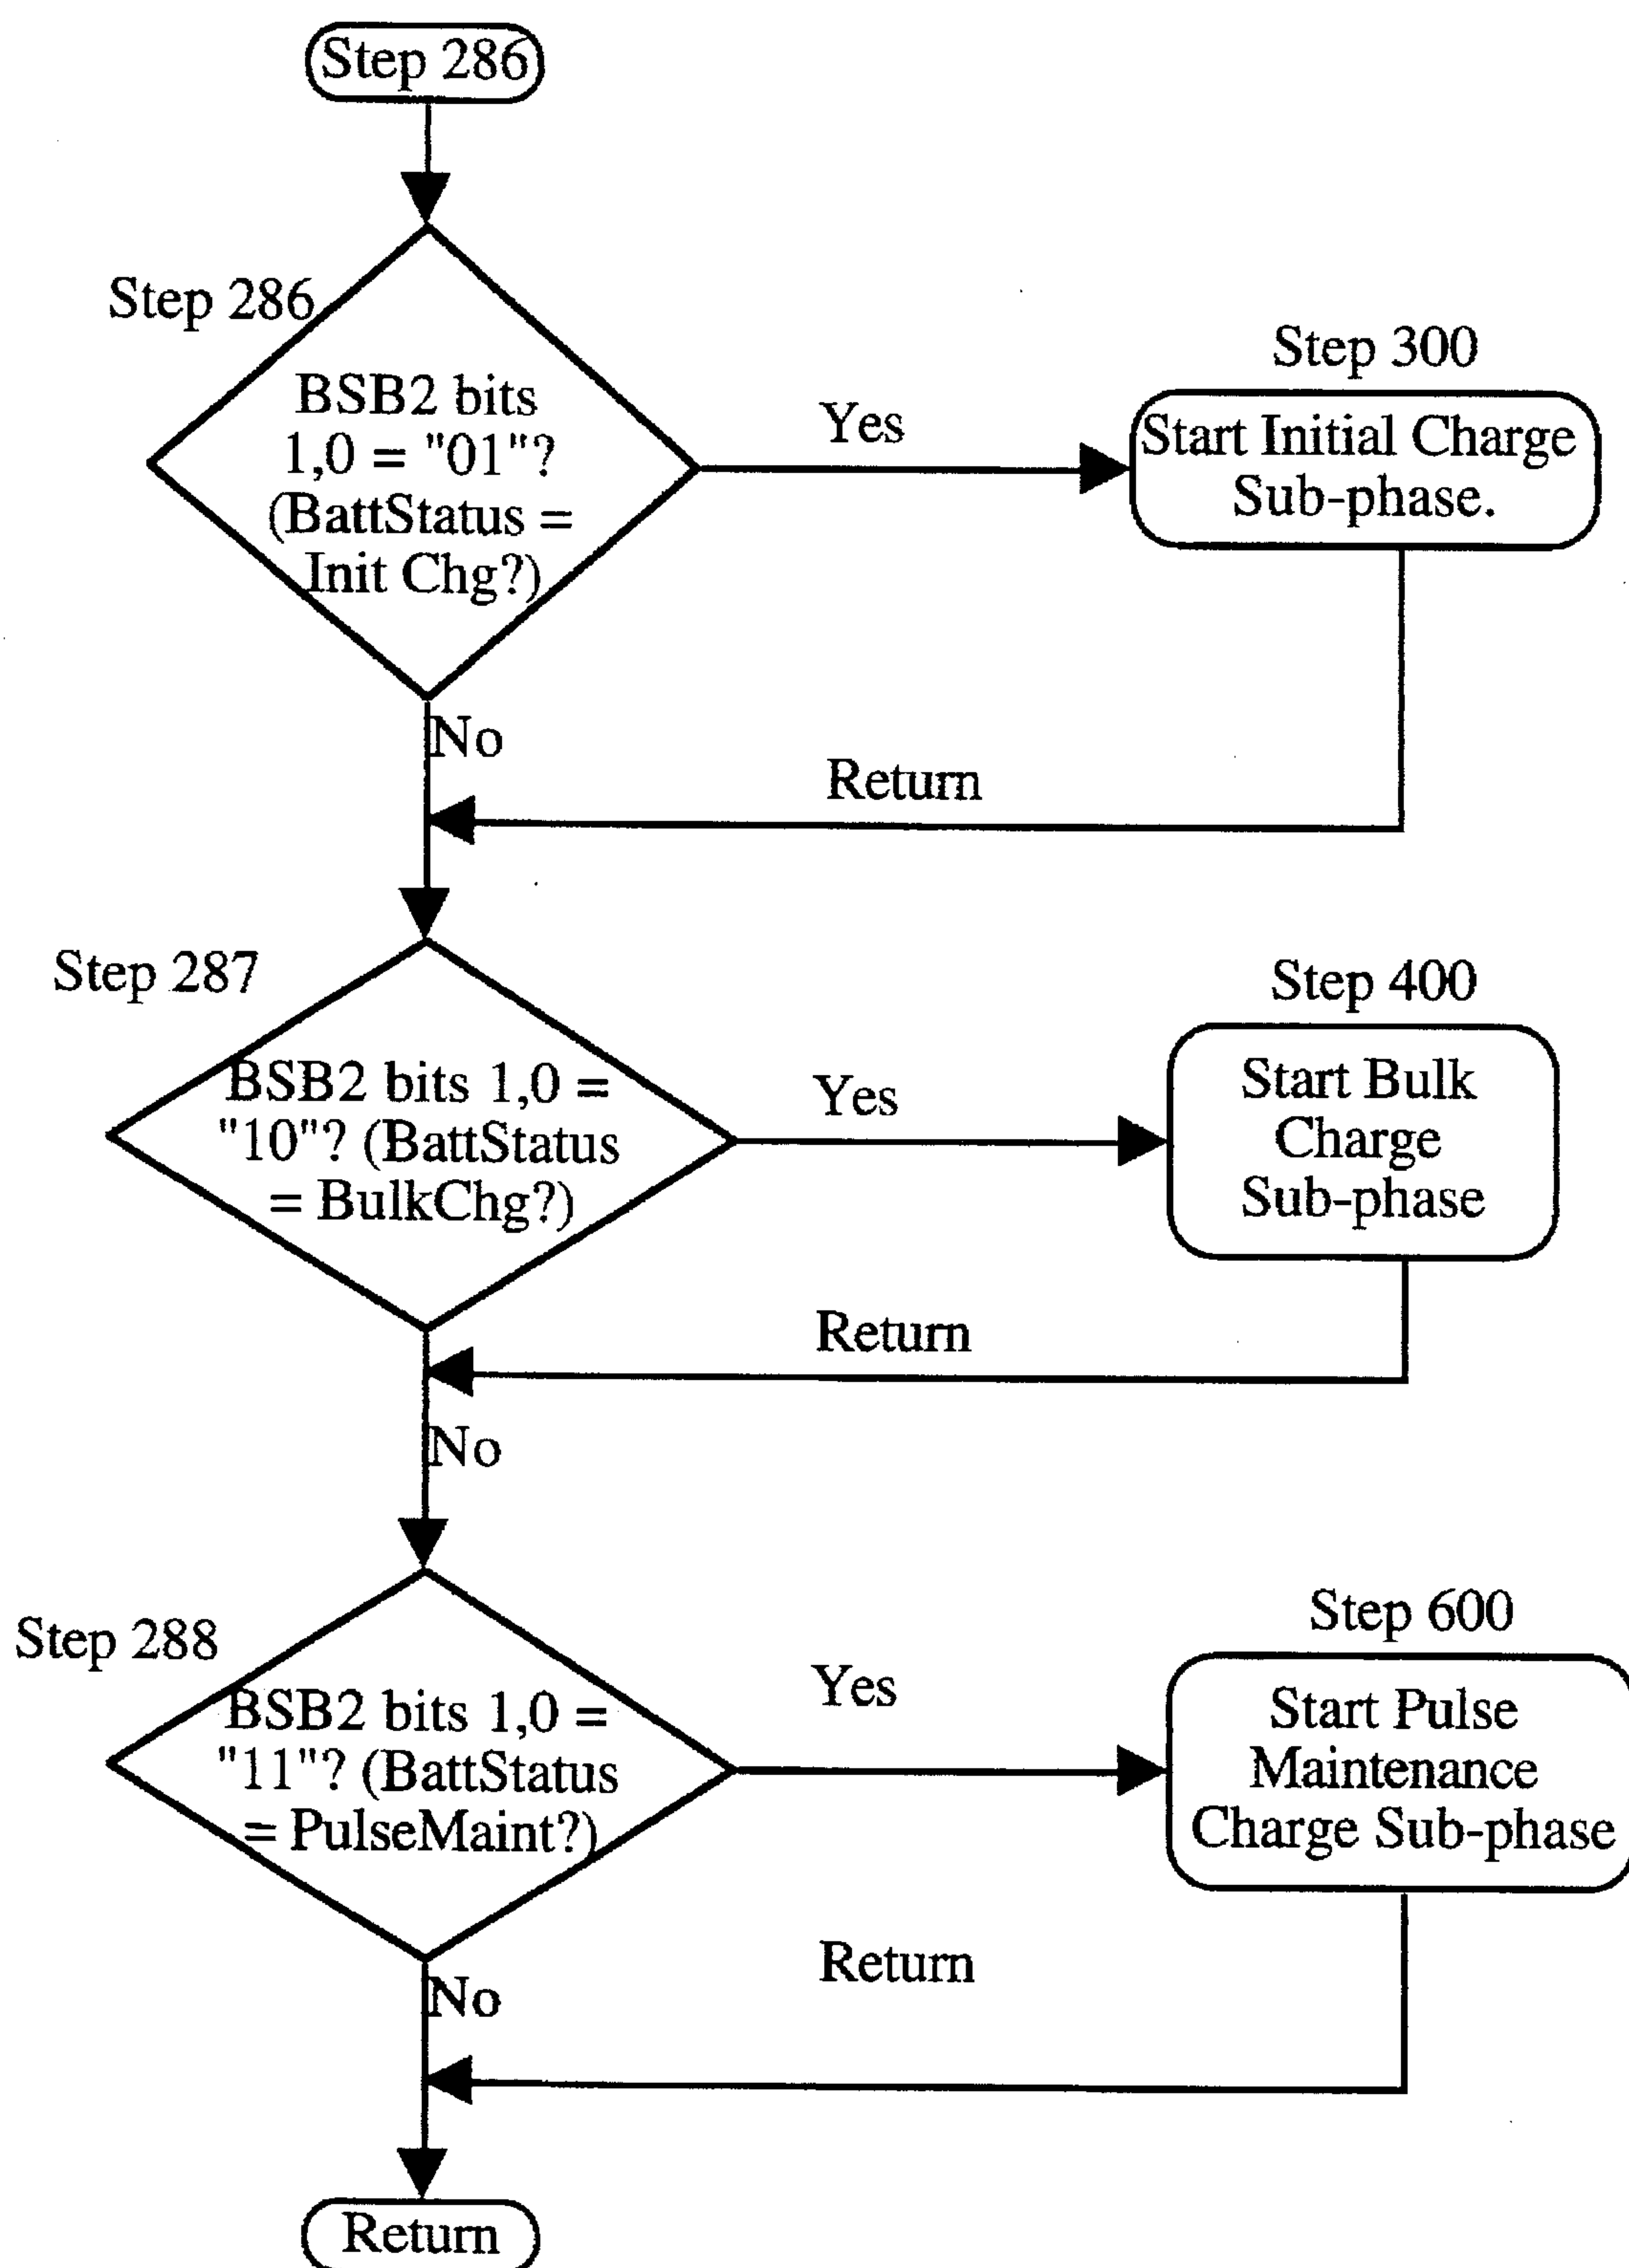 Step 286
Step 286
BSB2 bits
1,0 = "01"?
(BattStatus =
Init Chg?)
Yes
Step 300
Start Initial Charge
Sub-phase.
No
Return
Step 287
BSB2 bits 1,0 =
"10"? (BattStatus
= BulkChg?)
Yes
Step 400
Start Bulk
Charge
Sub-phase
Return
No
Step 288
BSB2 bits 1,0 =
"11"? (BattStatus
= PulseMaint?)
Yes
Step 600
Start Pulse
Maintenance
Charge Sub-phase
Return
No
Return